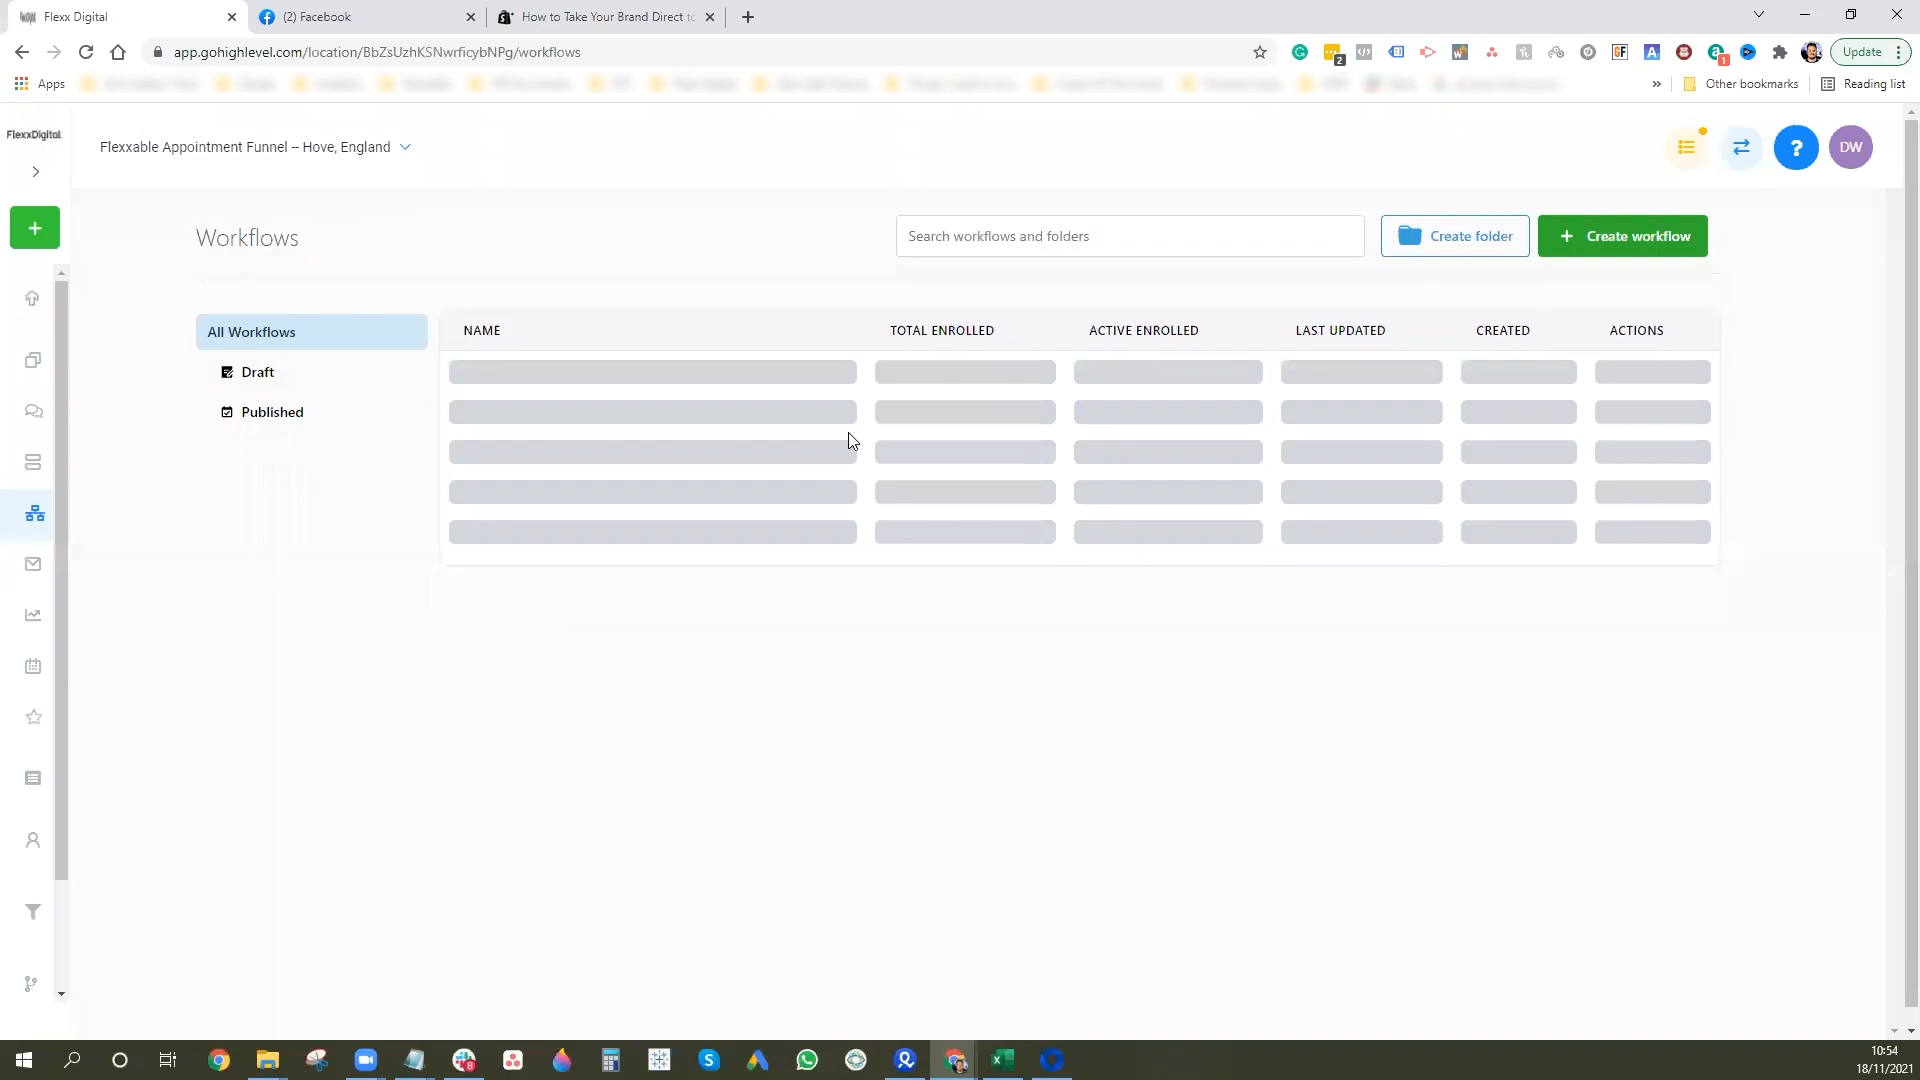 Flexx Digital
(2) Facebook
How to Take Your Brand Direct to
app.gohighlevel.com/location/BbZsUzhKSNwrficybNPg/workflows
2
1
Update
Apps
Other bookmarks
Reading list
FlexxDigital
Flexxable Appointment Funnel -- Hove, England
?
DW
Workflows
Search workflows and folders
Create folder
+ Create workflow
All Workflows
Draft
Published
NAME
TOTAL ENROLLED
ACTIVE ENROLLED
LAST UPDATED
CREATED
ACTIONS
10:54
18/11/2021